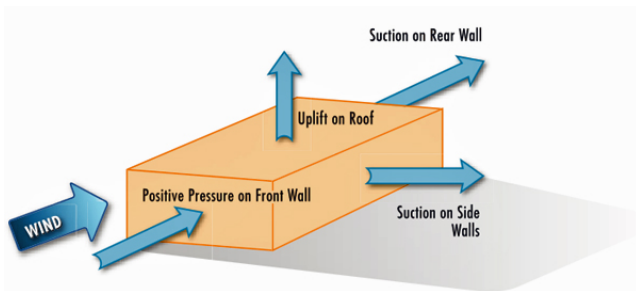 Suction on Rear Wall
Uplift on Roof
Positive Pressure on Front Wall
WIND
Suction on Side
Walls